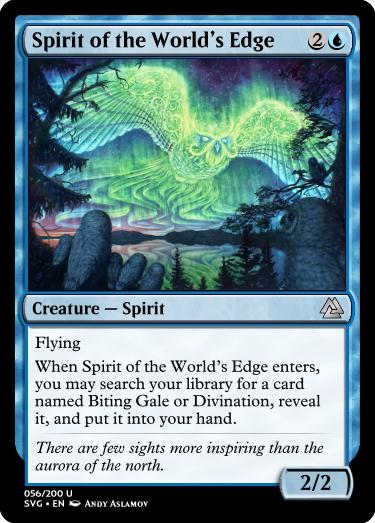 Spirit of the World's Edge 2
Creature — Spirit
Flying
When Spirit of the World's Edge enters,
you may search your library for a card
named Biting Gale or Divination, reveal
it, and put it into your hand.
There are few sights more inspiring than the
aurora of the north.
2/2
056/200 U
SVG • EN Andy Aslamov